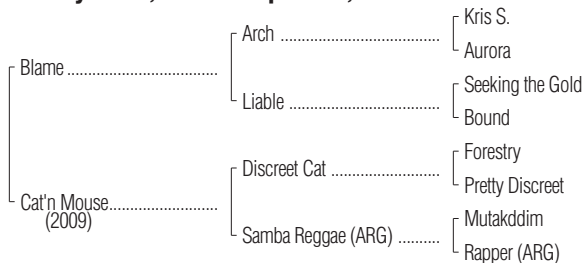 Kris S.
Arch ........................................
Aurora
Blame ......................................
Seeking the Gold
Liable ........................................
Bound
Forestry
Discreet Cat ............................
Pretty Discreet
Cat'n Mouse...........................
(2009)
Mutakddim
Samba Reggae (ARG) ..........
Rapper (ARG)